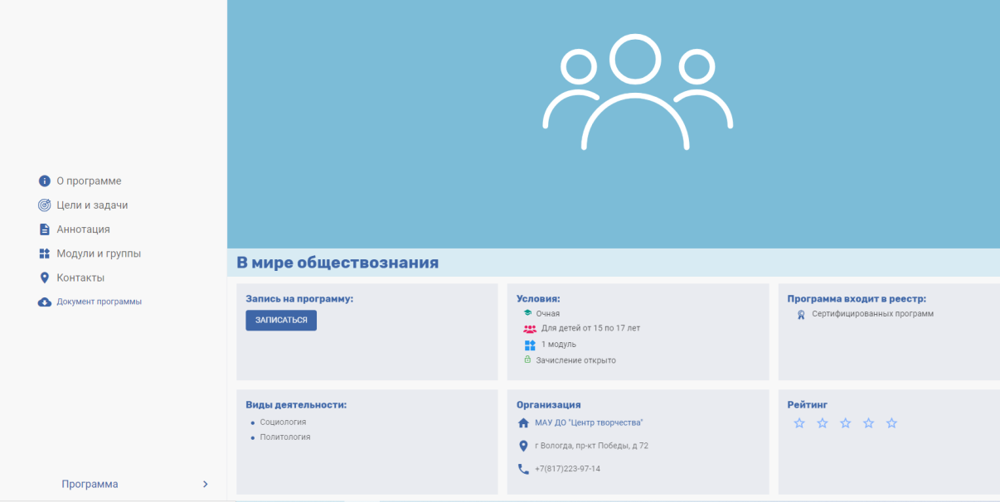 О программе
Цели и задачи
Аннотация
Модули и группы
Контакты
Документ программы
Программа
В мире обществознания
Запись на программу:
ЗАПИСАТЬСЯ
Условия:
Очная
Для детей от 15 по 17 лет
1 модуль
Зачисление открыто
Программа входит в реестр:
Сертифицированных программ
Виды деятельности:
Социология
Политология
Организация
МАУ ДО "Центр творчества"
г Вологда, пр-кт Победы, д 72
+7(817)223-97-14
Рейтинг